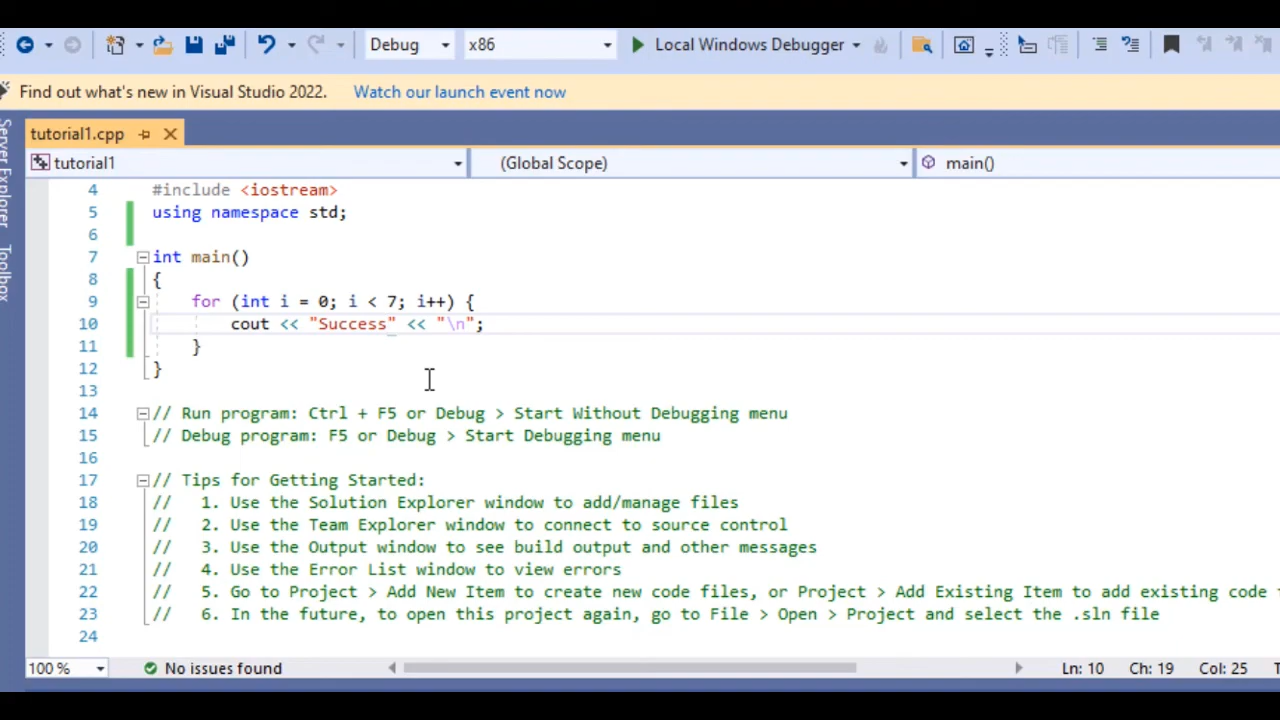 Debug x86 Local Windows Debugger
Find out what's new in Visual Studio 2022. Watch our launch event now
Server Explorer
Toolbox
tutorial1.cpp
tutorial1 (Global Scope) main()
4 #include <iostream>
5 using namespace std;
6
7 int main()
8 {
9 for (int i = 0; i < 7; i++) {
10 cout << "Success" << "\n";
11 }
12 }
13
14 // Run program: Ctrl + F5 or Debug > Start Without Debugging menu
15 // Debug program: F5 or Debug > Start Debugging menu
16
17 // Tips for Getting Started:
18 // 1. Use the Solution Explorer window to add/manage files
19 // 2. Use the Team Explorer window to connect to source control
20 // 3. Use the Output window to see build output and other messages
21 // 4. Use the Error List window to view errors
22 // 5. Go to Project > Add New Item to create new code files, or Project > Add Existing Item to add existing code
23 // 6. In the future, to open this project again, go to File > Open > Project and select the .sln file
24
100 % No issues found Ln: 10 Ch: 19 Col: 25